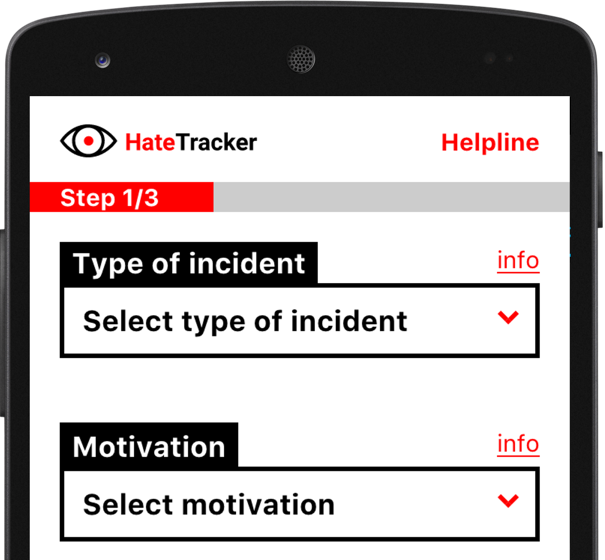 HateTracker
Helpline
Step 1/3
Type of incident
info
Select type of incident
Motivation
info
Select motivation